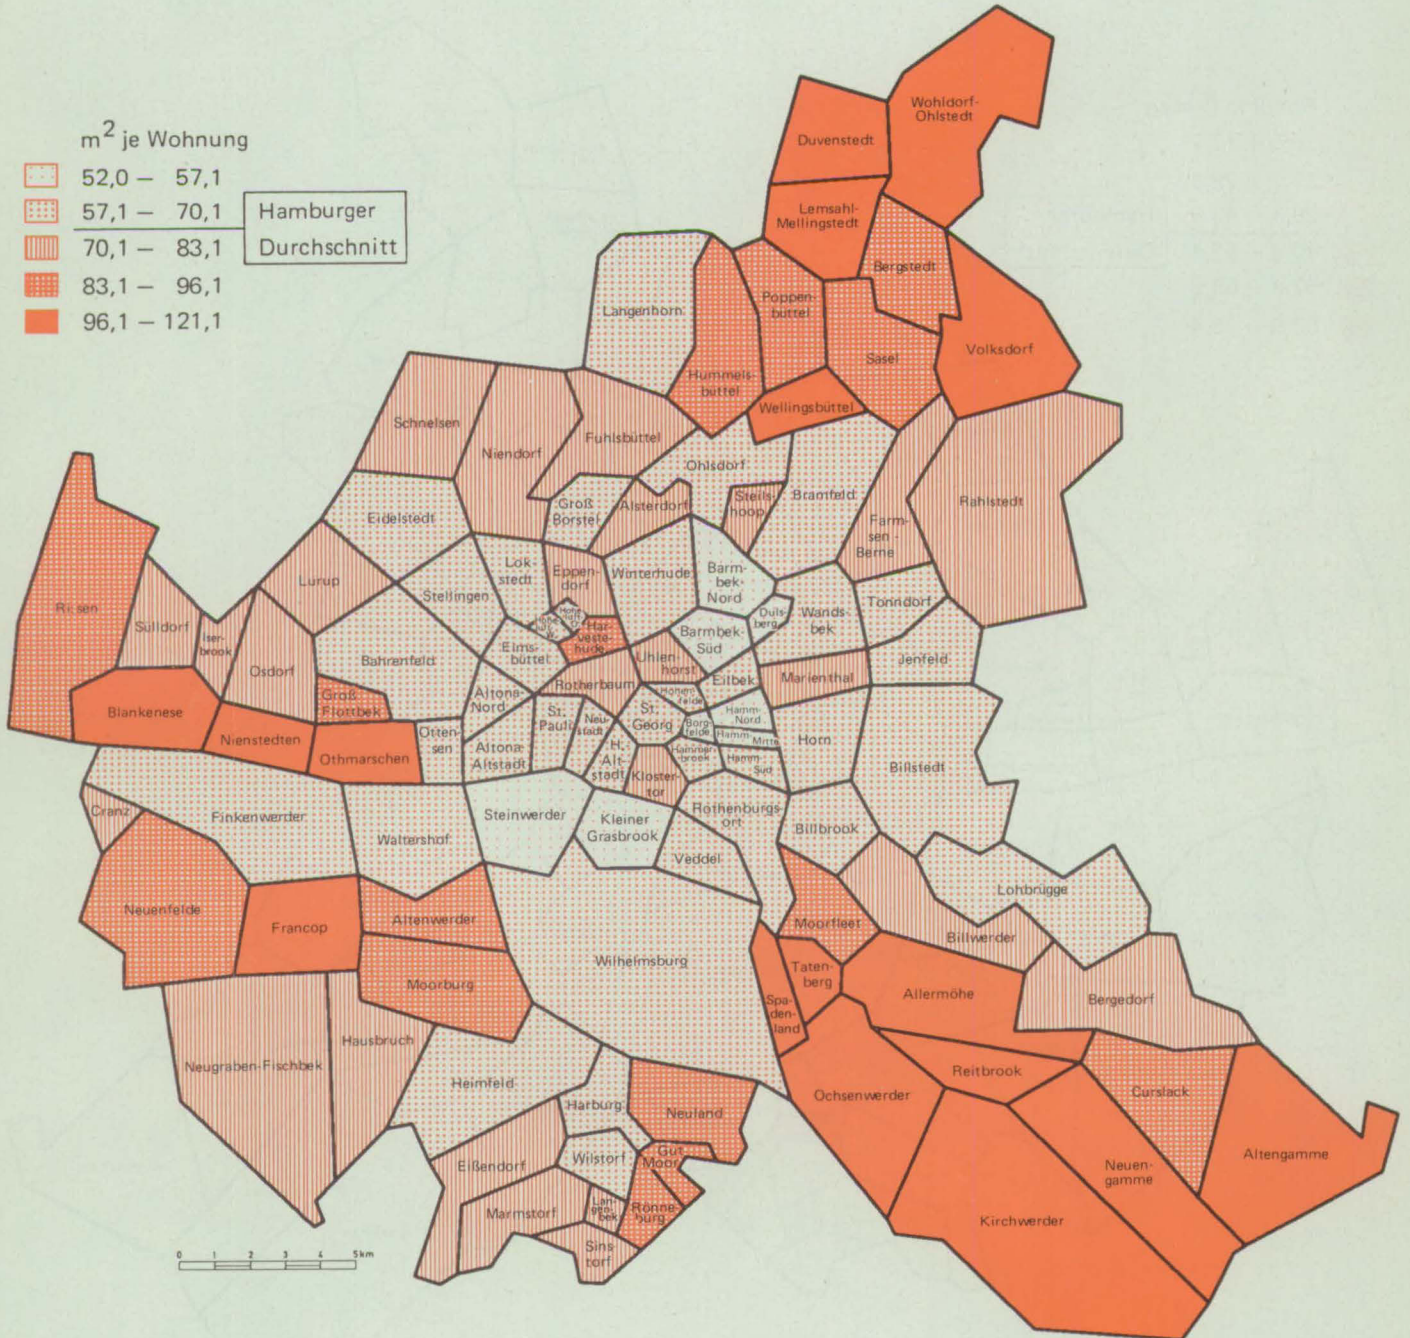 m² je Wohnung
52,0 — 57,1
57,1 — 70,1
70,1 — 83,1
83,1 — 96,1
96,1 — 121,1
Hamburger
Durchschnitt
Wohldorf-
Ohlstedt
Duvenstedt
Lemsahl-
Mellingstedt
Bergstedt
Poppen-
büttel
Langenhorn
Hummels-
büttel
Sasel
Volksdorf
Wellingsbüttel
Schnelsen
Niendorf
Fuhlsbüttel
Ohlsdorf
Bramfeld
Rahlstedt
Steils-
hoop
Farm-
sen -
Berne
Groß
Borstel
Alsterdorf
Eidelstedt
Lok-
stedt
Eppen-
dorf
Winterhude
Barm-
bek-
Nord
Lurup
Stellingen
Rissen
Sülldorf
Iser-
brook
Osdorf
Bahrenfeld
Elms-
büttel
Har-
veste-
hude
Barmbek-
Süd
Duls-
berg
Wands-
bek
Tonndorf
Jenfeld
Uhlen-
horst
Eilbek
Marienthal
Rotherbaum
Groß
Flottbek
Blankenese
Nienstedten
Othmarschen
Otten-
sen
Altona-
Nord
Altona-
Altstadt
St.
Pauli
Neu-
stadt
H.
Alt-
stadt
St.
Georg
Hohen-
felde
Borg-
felde
Hamm-
Nord
Hamm-
Mitte
Hamm-
Süd
Hammer-
brook
Kloster-
tor
Horn
Billstedt
Cranz
Finkenwerder
Waltershof
Steinwerder
Kleiner
Grasbrook
Rothenburgs-
ort
Veddel
Billbrook
Lohbrügge
Neuenfelde
Francop
Altenwerder
Moorburg
Wilhelmsburg
Moorfleet
Billwerder
Taten-
berg
Spa-
den-
land
Allermöhe
Bergedorf
Neugraben-Fischbek
Hausbruch
Heimfeld
Harburg
Neuland
Ochsenwerder
Reitbrook
Curslack
Altengamme
Neuen-
gamme
Kirchwerder
Eißendorf
Wilstorf
Gut
Moor
Marmstorf
Lan-
gen-
bek
Rönne-
burg
Sins-
torf
0 1 2 3 4 5km